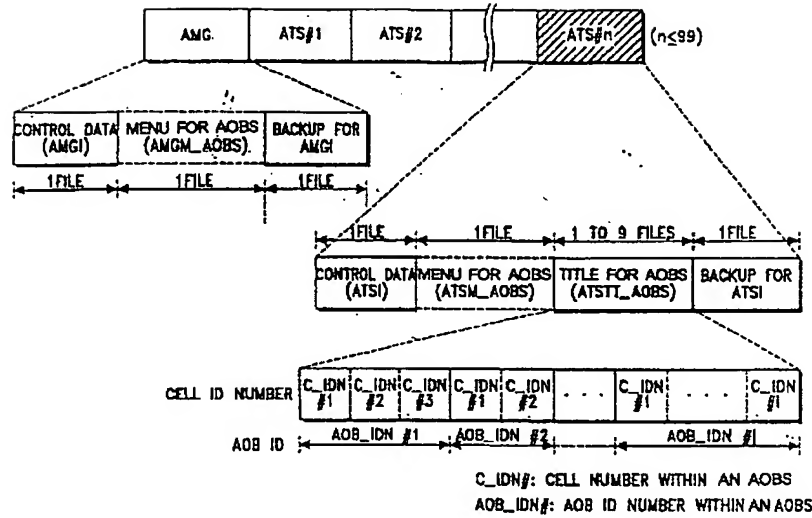 AMG. ATS#1 ATS#2 ATS#n (n≤99)
CONTROL DATA (AMGI)
MENU FOR AOBS (AMGM_AOBS).
BACKUP FOR AMGI
1FILE 1FILE 1FILE
1FILE 1FILE 1 TO 9 FILES 1FILE
CONTROL DATA (ATSI)
MENU FOR AOBS (ATSM_AOBS)
TITLE FOR AOBS (ATSTT_AOBS)
BACKUP FOR ATSI
CELL ID NUMBER
C_IDN #1 C_IDN #2 C_IDN #3 C_IDN #1 C_IDN #2 .... C_IDN #1 ... C_IDN #i
AOB ID AOB_IDN #1 AOB_IDN #2 AOB_IDN #i
C_IDN#: CELL NUMBER WITHIN AN AOBS
AOB_IDN#: AOB ID NUMBER WITHIN AN AOBS